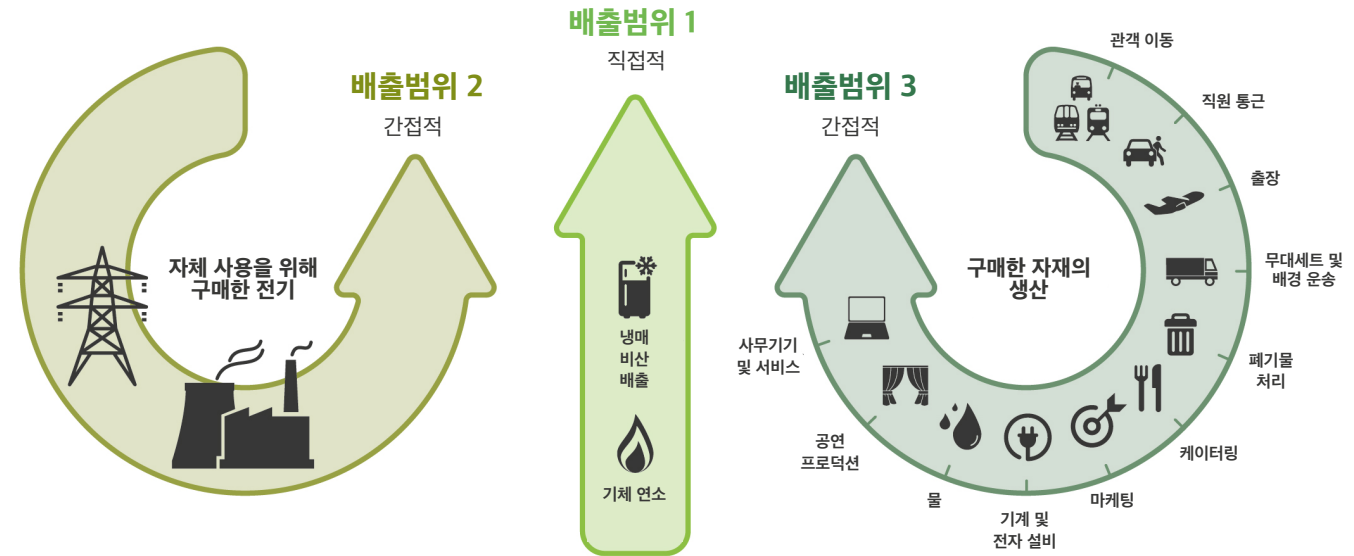 배출범위 2
간접적
자체 사용을 위해
구매한 전기
배출범위 1
직접적
냉매
비산
배출
기체 연소
배출범위 3
간접적
구매한 자재의
생산
관객 이동
직원 통근
출장
무대세트 및
배경 운송
폐기물
처리
케이터링
마케팅
기계 및
전자 설비
물
공연
프로덕션
사무기기
및 서비스